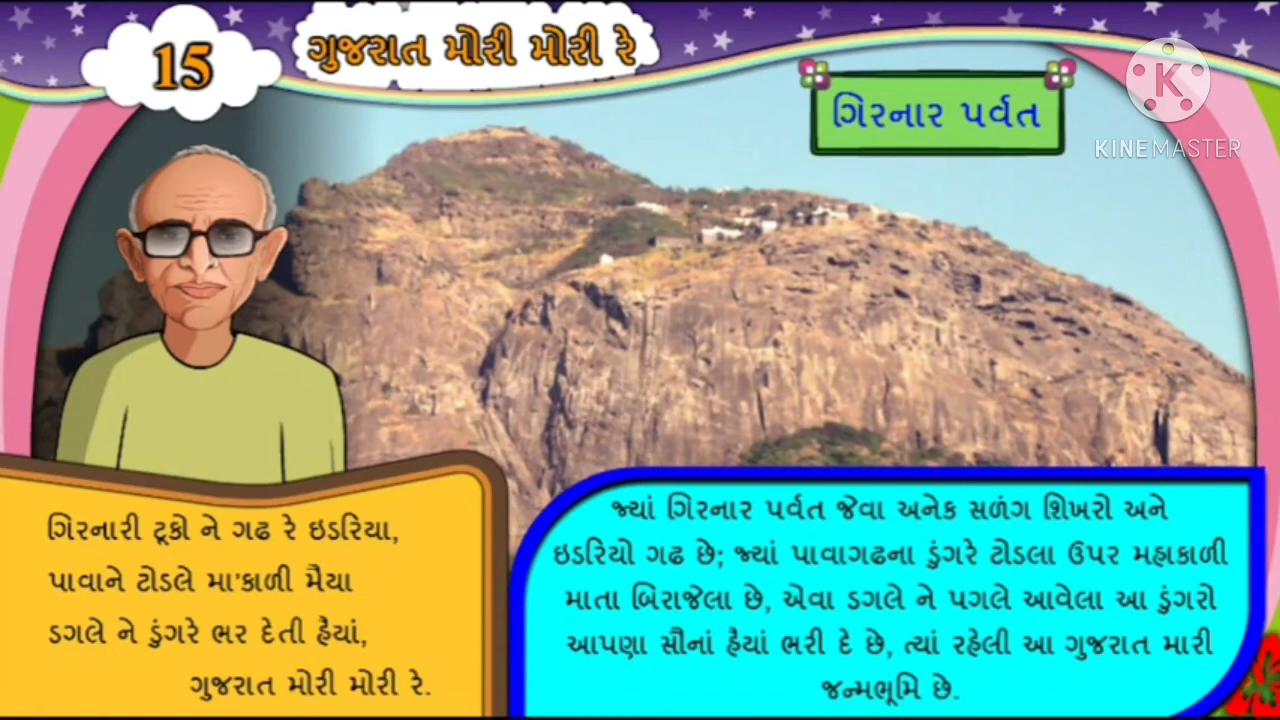 15
ગુજરાત મોરી મોરી રે
ગિરનાર પર્વત
KINEMASTER
ગિરનારી ટૂકો ને ગઢ રે ઇડરિયા,
પાવાને ટોડલે મા'કાળી મૈયા
ડગલે ને ડુંગરે ભર દેતી હૈયાં,
ગુજરાત મોરી મોરી રે.
જ્યાં ગિરનાર પર્વત જેવા અનેક સળંગ શિખરો અને
ઇડરિયો ગઢ છે; જ્યાં પાવાગઢના ડુંગરે ટોડલા ઉપર મહાકાળી
માતા બિરાજેલા છે, એવા ડગલે ને પગલે આવેલા આ ડુંગરો
આપણા સૌનાં હૈયાં ભરી દે છે, ત્યાં રહેલી આ ગુજરાત મારી
જન્મભૂમિ છે.